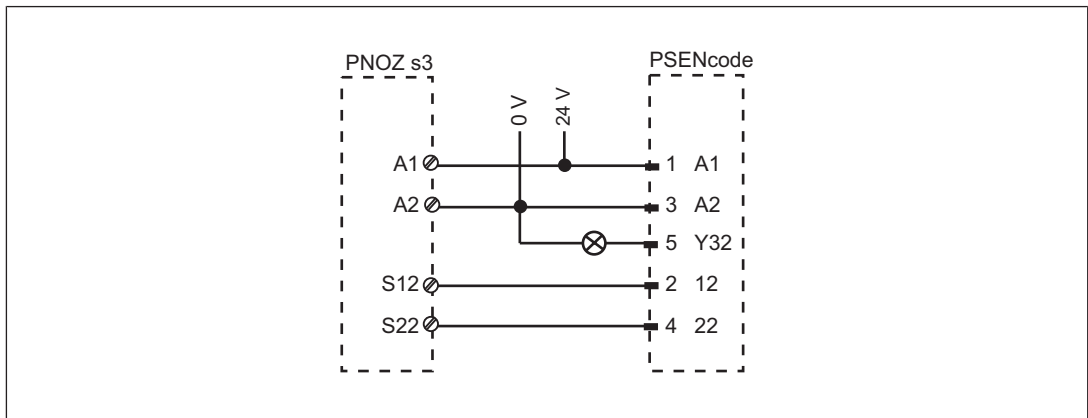 PNOZ s3
PSENcode
0 V
24 V
A1
1 A1
A2
3 A2
5 Y32
S12
2 12
S22
4 22